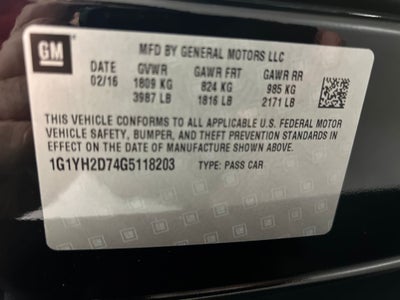 GM
MFD BY GENERAL MOTORS LLC
DATE GVWR GAWR FRT GAWR RR
02/16 1809 KG 824 KG 985 KG
3987 LB 1816 LB 2171 LB
THIS VEHICLE CONFORMS TO ALL APPLICABLE U.S. FEDERAL MOTOR
VEHICLE SAFETY, BUMPER, AND THEFT PREVENTION STANDARDS IN
EFFECT ON THE DATE OF MANUFACTURE SHOWN ABOVE.
1G1YH2D74G5118203 TYPE: PASS CAR